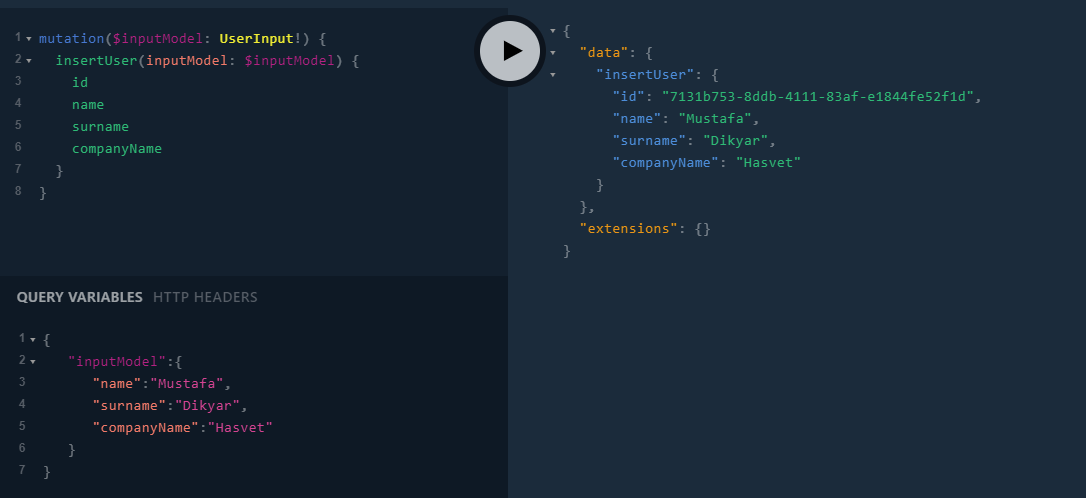 1 mutation($inputModel: UserInput!) {
2 insertUser(inputModel: $inputModel) {
3 id
4 name
5 surname
6 companyName
7 }
8 }
QUERY VARIABLES HTTP HEADERS
1 {
2 "inputModel":{
3 "name":"Mustafa",
4 "surname":"Dikyar",
5 "companyName":"Hasvet"
6 }
7 }
{
"data": {
"insertUser": {
"id": "7131b753-8ddb-4111-83af-e1844fe52f1d",
"name": "Mustafa",
"surname": "Dikyar",
"companyName": "Hasvet"
}
},
"extensions": {}
}